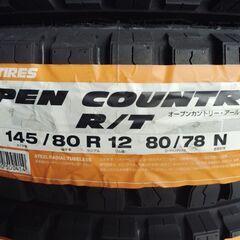 TIRES
PEN COUNTR
R/T
オープンカントリー・アール
145/80 R 12 80/78 N
STEEL RADIAL TUBELESS